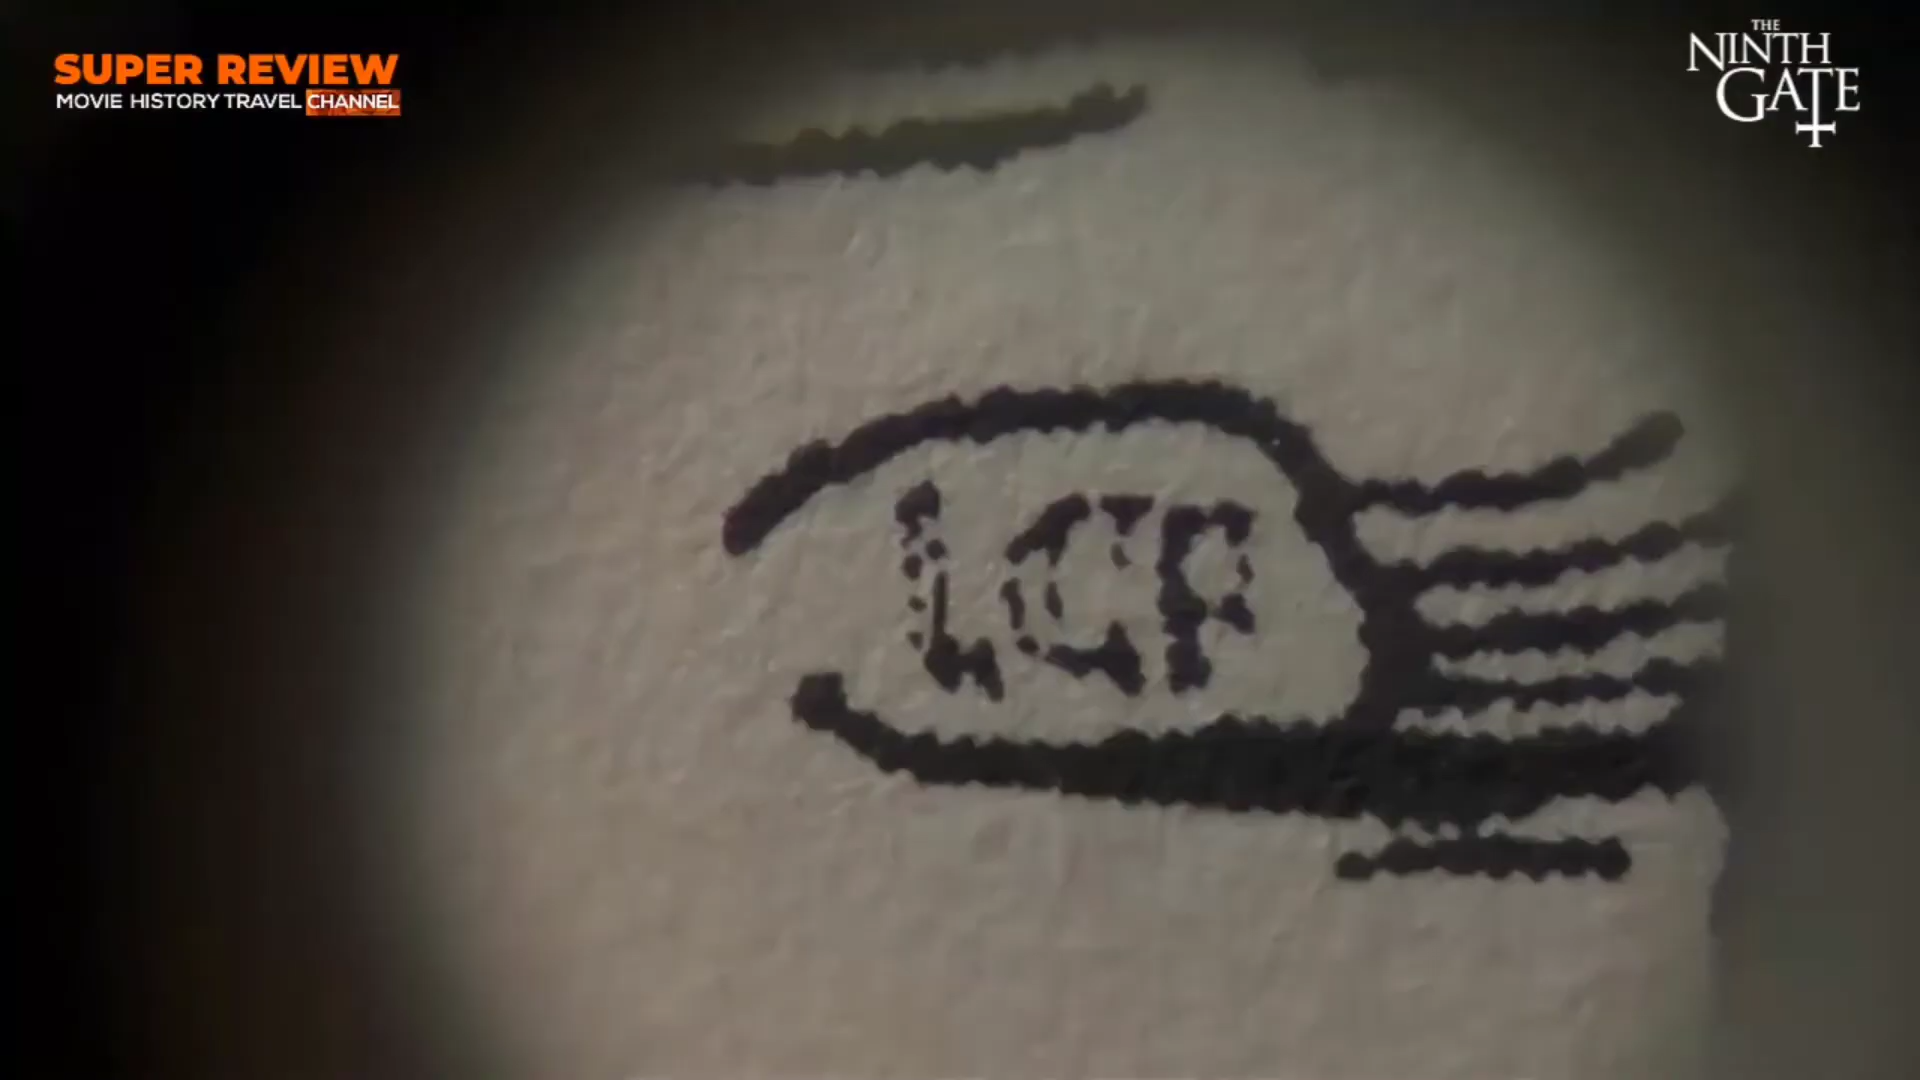 SUPER REVIEW
MOVIE HISTORY TRAVEL CHANNEL
THE
NINTH
GATE
LCF